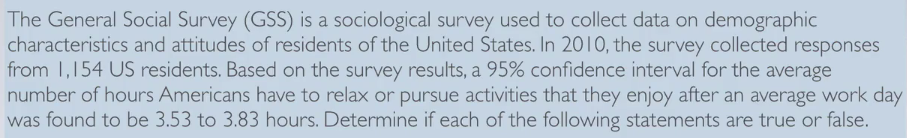 The General Social Survey (GSS) is a sociological survey used to collect data on demographic
characteristics and attitudes of residents of the United States. In 2010, the survey collected responses
from 1,154 US residents. Based on the survey results, a 95% confidence interval for the average
number of hours Americans have to relax or pursue activities that they enjoy after an average work day
was found to be 3.53 to 3.83 hours. Determine if each of the following statements are true or false.